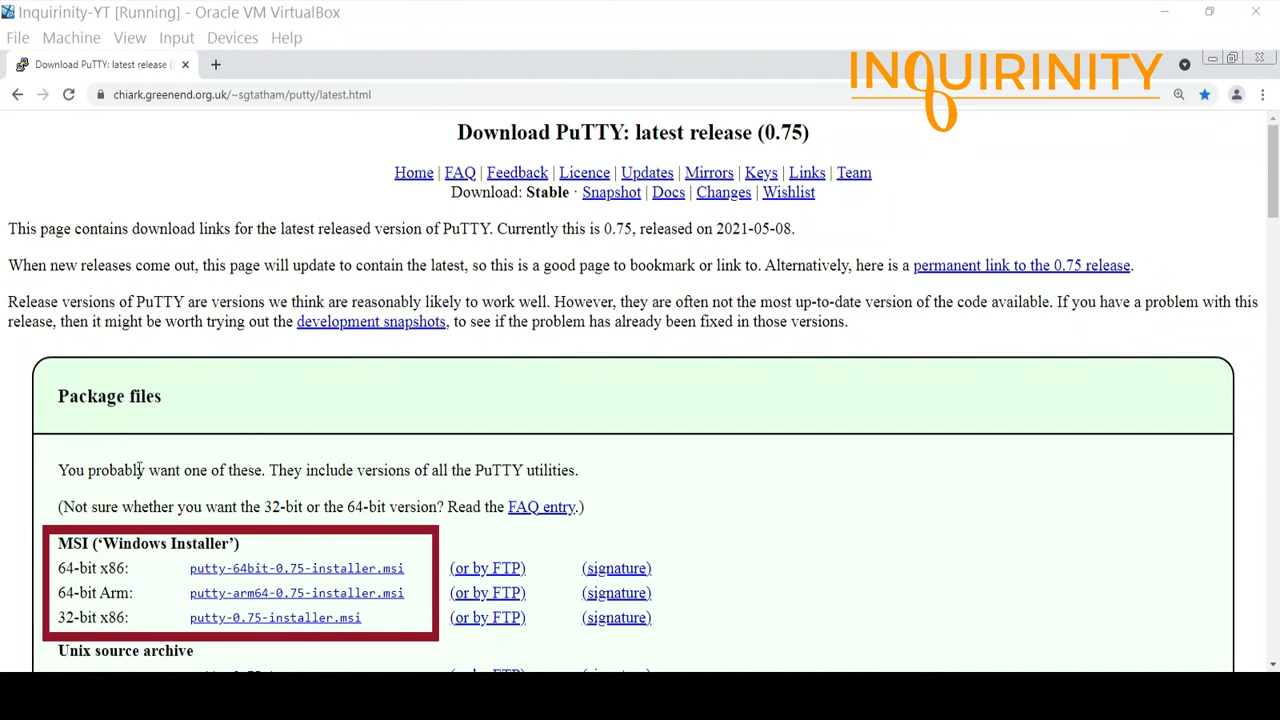 Inquirinity-YT [Running] - Oracle VM VirtualBox
File Machine View Input Devices Help
Download PuTTY: latest release (
INQUIRINITY
chiark.greenend.org.uk/~sgtatham/putty/latest.html
Download PuTTY: latest release (0.75)
Home | FAQ | Feedback | Licence | Updates | Mirrors | Keys | Links | Team
Download: Stable · Snapshot | Docs | Changes | Wishlist
This page contains download links for the latest released version of PuTTY. Currently this is 0.75, released on 2021-05-08.
When new releases come out, this page will update to contain the latest, so this is a good page to bookmark or link to. Alternatively, here is a permanent link to the 0.75 release.
Release versions of PuTTY are versions we think are reasonably likely to work well. However, they are often not the most up-to-date version of the code available. If you have a problem with this
release, then it might be worth trying out the development snapshots, to see if the problem has already been fixed in those versions.
Package files
You probably want one of these. They include versions of all the PuTTY utilities.
(Not sure whether you want the 32-bit or the 64-bit version? Read the FAQ entry.)
MSI (‘Windows Installer’)
64-bit x86: putty-64bit-0.75-installer.msi (or by FTP) (signature)
64-bit Arm: putty-arm64-0.75-installer.msi (or by FTP) (signature)
32-bit x86: putty-0.75-installer.msi (or by FTP) (signature)
Unix source archive